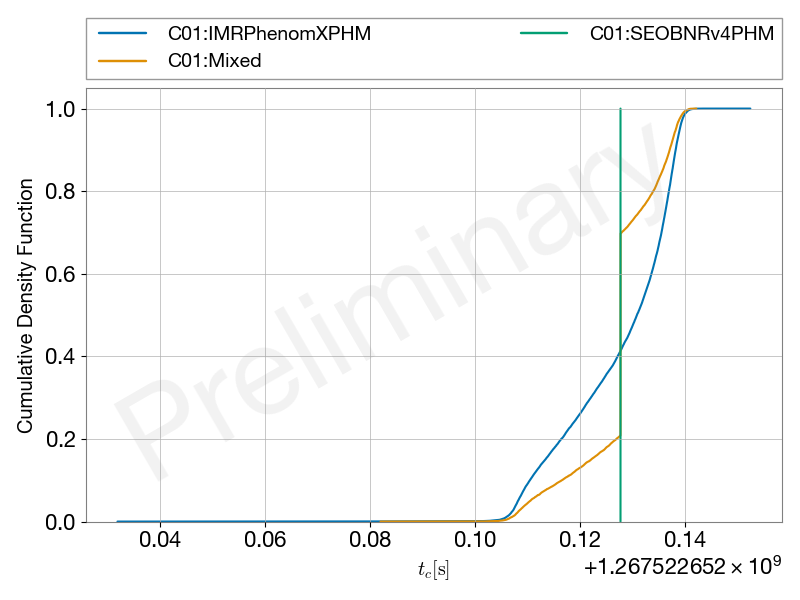 C01:IMRPhenomXPHM
C01:Mixed
C01:SEOBNRv4PHM
Preliminary
Cumulative Density Function
1.0
0.8
0.6
0.4
0.2
0.0
0.04 0.06 0.08 0.10 0.12 0.14
t_c[s]
+1.267522652 × 10⁹